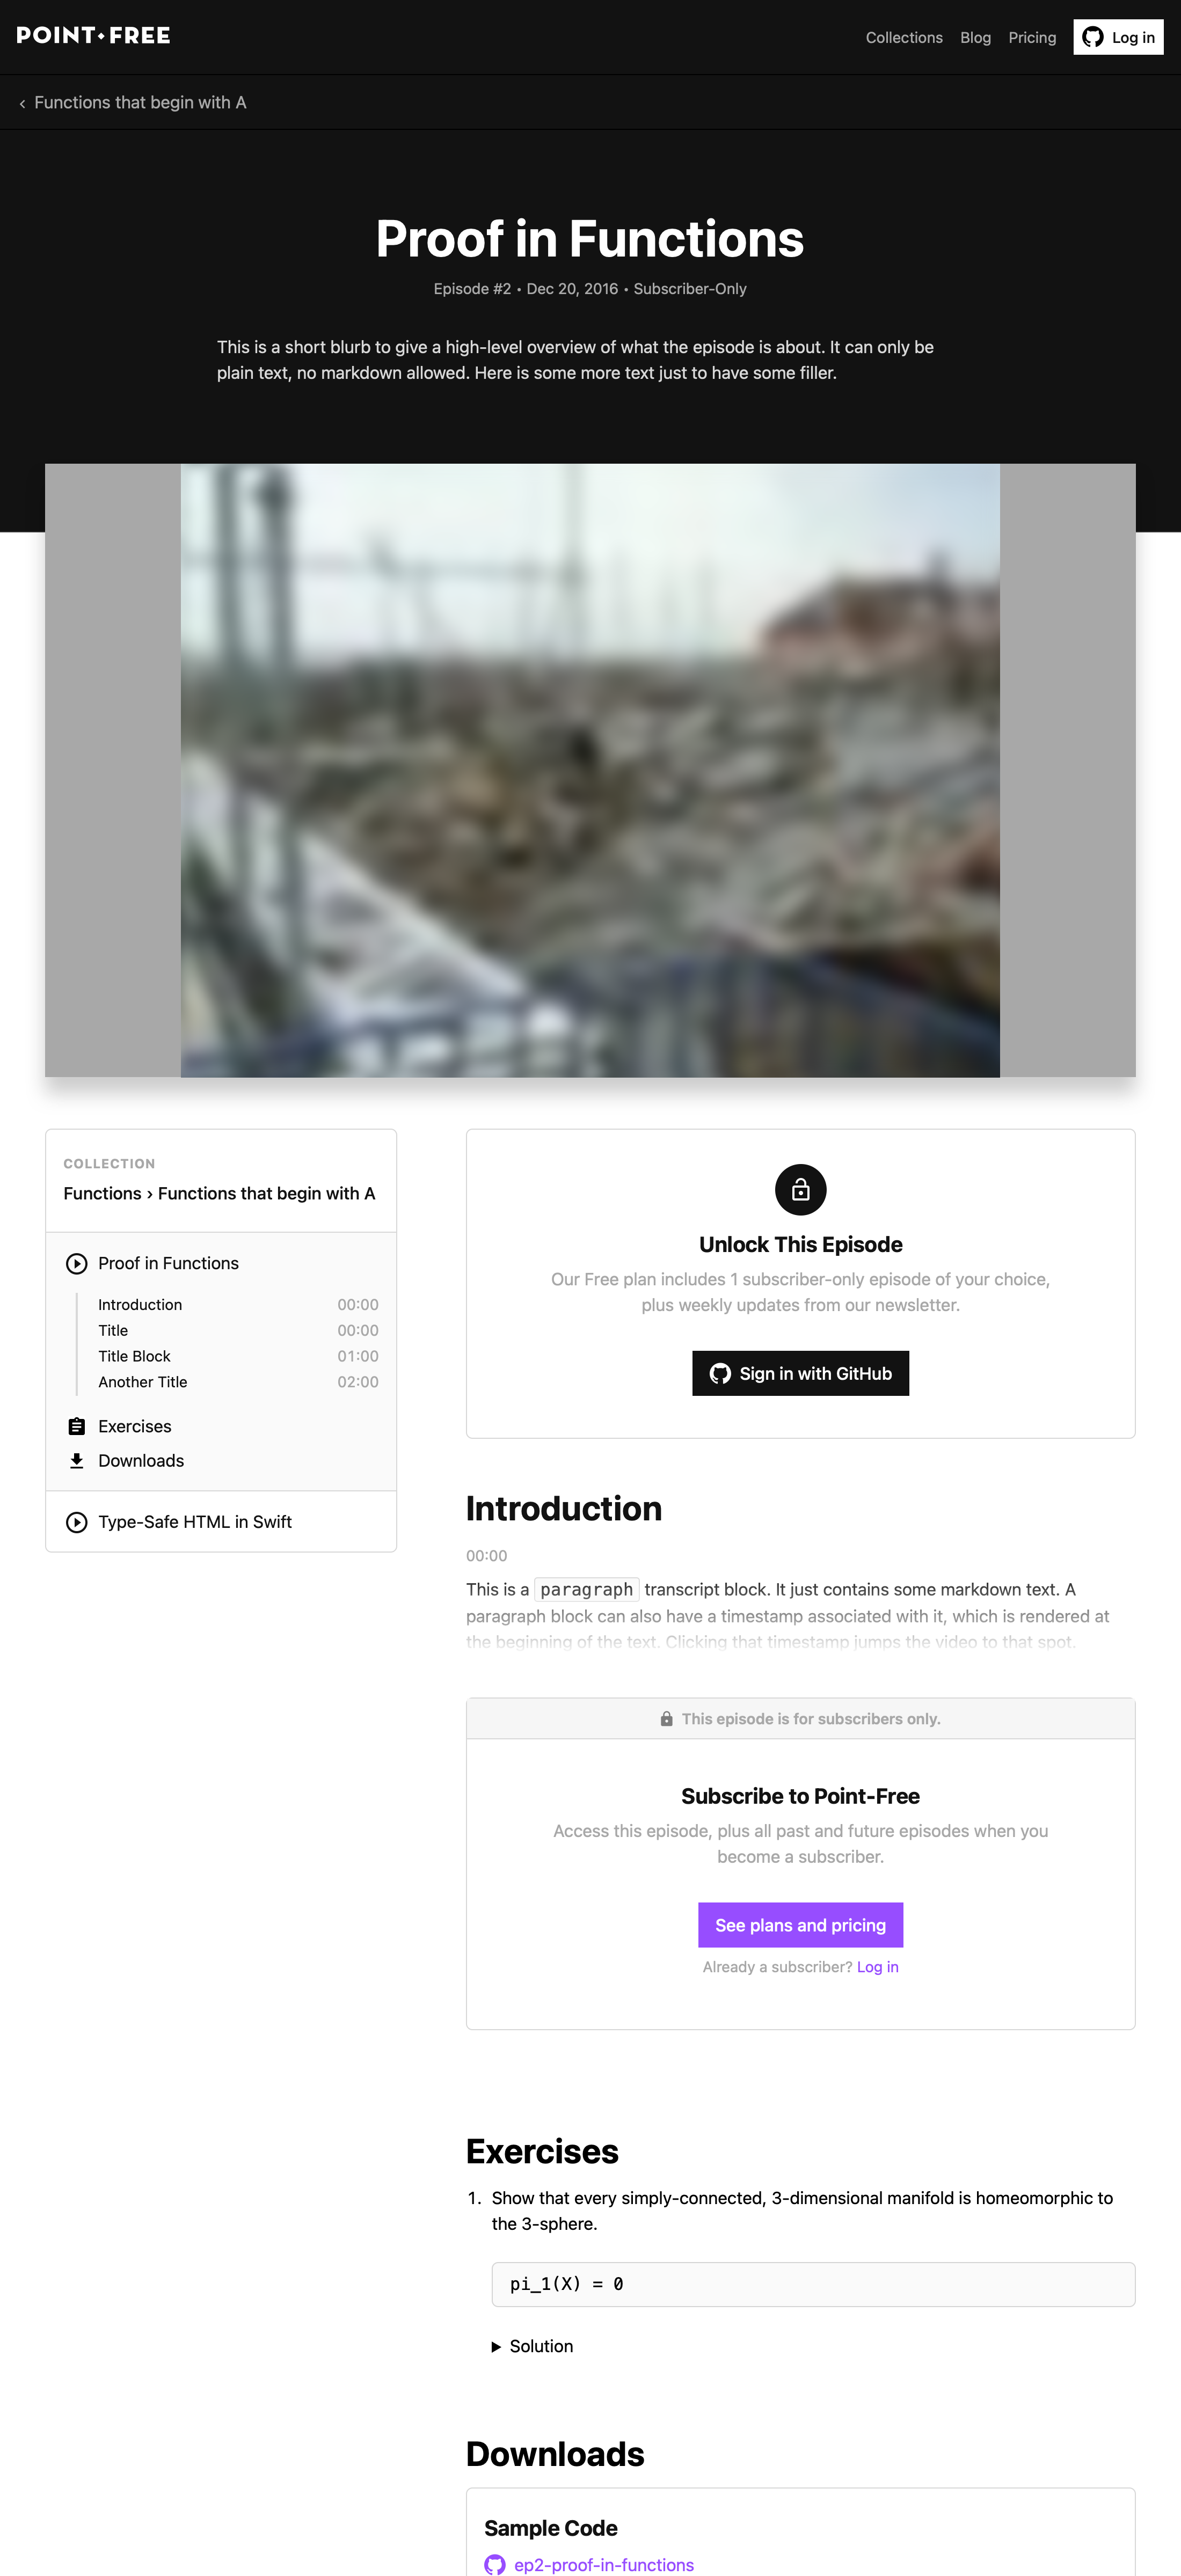 POINT•FREE
Collections Blog Pricing Log in
‹ Functions that begin with A
Proof in Functions
Episode #2 • Dec 20, 2016 • Subscriber-Only
This is a short blurb to give a high-level overview of what the episode is about. It can only be
plain text, no markdown allowed. Here is some more text just to have some filler.
COLLECTION
Functions › Functions that begin with A
Proof in Functions
Introduction 00:00
Title 00:00
Title Block 01:00
Another Title 02:00
Exercises
Downloads
Type-Safe HTML in Swift
Unlock This Episode
Our Free plan includes 1 subscriber-only episode of your choice,
plus weekly updates from our newsletter.
Sign in with GitHub
Introduction
00:00
This is a paragraph transcript block. It just contains some markdown text. A
paragraph block can also have a timestamp associated with it, which is rendered at
the beginning of the text. Clicking that timestamp jumps the video to that spot.
This episode is for subscribers only.
Subscribe to Point-Free
Access this episode, plus all past and future episodes when you
become a subscriber.
See plans and pricing
Already a subscriber? Log in
Exercises
1. Show that every simply-connected, 3-dimensional manifold is homeomorphic to
the 3-sphere.
pi_1(X) = 0
Solution
Downloads
Sample Code
ep2-proof-in-functions